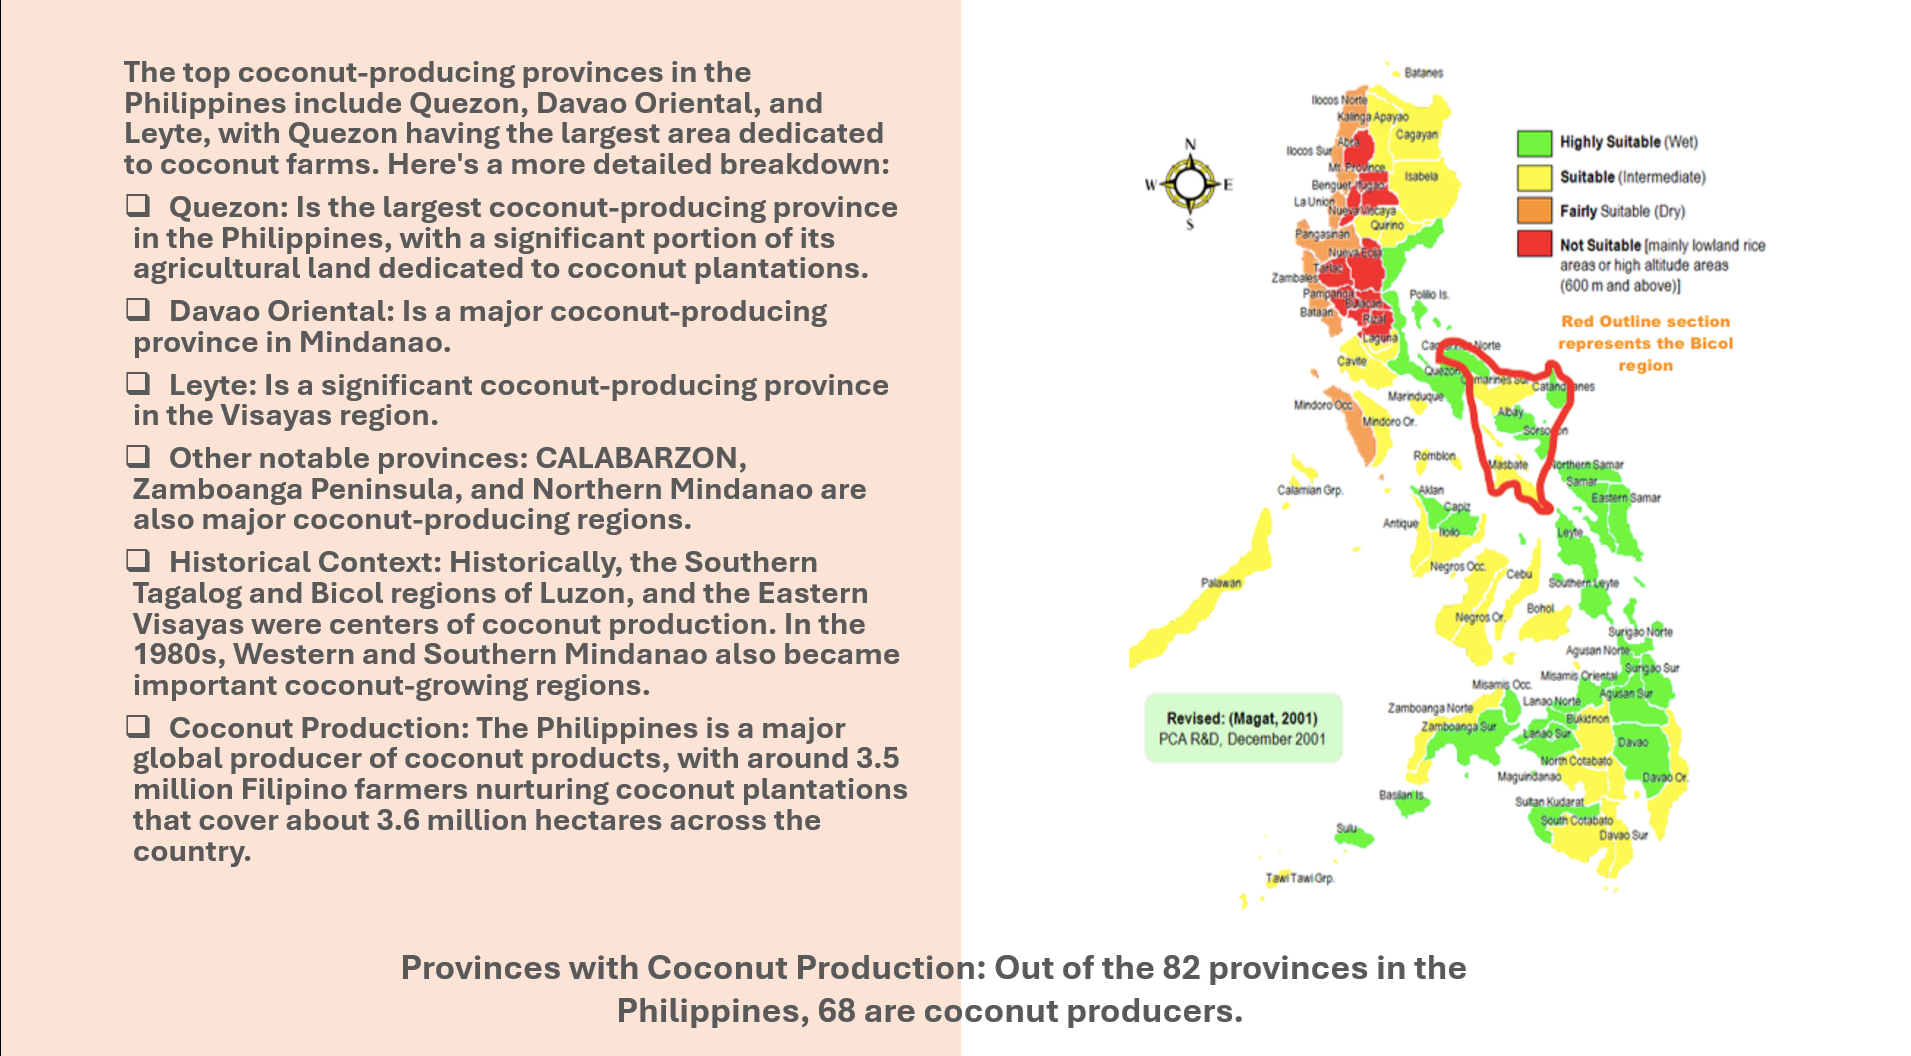 The top coconut-producing provinces in the
Philippines include Quezon, Davao Oriental, and
Leyte, with Quezon having the largest area dedicated
to coconut farms. Here's a more detailed breakdown:
❑ Quezon: Is the largest coconut-producing province
in the Philippines, with a significant portion of its
agricultural land dedicated to coconut plantations.
❑ Davao Oriental: Is a major coconut-producing
province in Mindanao.
❑ Leyte: Is a significant coconut-producing province
in the Visayas region.
❑ Other notable provinces: CALABARZON,
Zamboanga Peninsula, and Northern Mindanao are
also major coconut-producing regions.
❑ Historical Context: Historically, the Southern
Tagalog and Bicol regions of Luzon, and the Eastern
Visayas were centers of coconut production. In the
1980s, Western and Southern Mindanao also became
important coconut-growing regions.
❑ Coconut Production: The Philippines is a major
global producer of coconut products, with around 3.5
million Filipino farmers nurturing coconut plantations
that cover about 3.6 million hectares across the
country.
N
W E
S
Highly Suitable (Wet)
Suitable (Intermediate)
Fairly Suitable (Dry)
Not Suitable [mainly lowland rice
areas or high altitude areas
(600 m and above)]
Red Outline section
represents the Bicol
region
Batanes
Ilocos Norte
Kalinga Apayao
Cagayan
Abra
Ilocos Sur
Mt. Province
Isabela
Benguet Ifugao
La Union
Nueva Viscaya
Quirino
Pangasinan
Nueva Ecija
Tarlac
Zambales
Pampanga
Polilio Is.
Bulacan
Bataan
Rizal
Laguna
Norte
Cavite
Quezon
Camarines Sur
Catanduanes
Marinduque
Mindoro Occ.
Albay
Mindoro Or.
Sorsogon
Romblon
Masbate
Northern Samar
Samar
Calamian Grp.
Aklan
Eastern Samar
Capiz
Antique
Iloilo
Leyte
Negros Occ.
Cebu
Palawan
Southern Leyte
Bohol
Negros Or.
Surigao Norte
Agusan Norte
Surigao Sur
Misamis Oriental
Misamis Occ.
Agusan Sur
Lanao Norte
Zamboanga Norte
Bukidnon
Zamboanga Sur
Lanao Sur
Davao
North Cotabato
Maguindanao
Davao Or.
Basilan Is.
Sultan Kudarat
South Cotabato
Sulu
Davao Sur
Tawi Tawi Grp.
Revised: (Magat, 2001)
PCA R&D, December 2001
Provinces with Coconut Production: Out of the 82 provinces in the
Philippines, 68 are coconut producers.